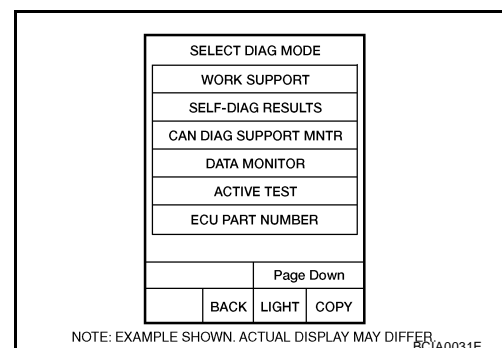 SELECT DIAG MODE
WORK SUPPORT
SELF-DIAG RESULTS
CAN DIAG SUPPORT MNTR
DATA MONITOR
ACTIVE TEST
ECU PART NUMBER
Page Down
BACK LIGHT COPY
NOTE: EXAMPLE SHOWN. ACTUAL DISPLAY MAY DIFFER.
BCIA0031E